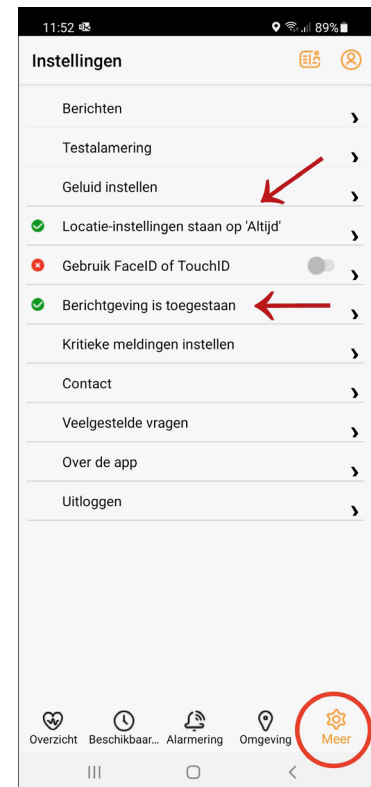 11:52 89%
Instellingen
Berichten
Testalamering
Geluid instellen
Locatie-instellingen staan op 'Altijd'
Gebruik FaceID of TouchID
Berichtgeving is toegestaan
Kritieke meldingen instellen
Contact
Veelgestelde vragen
Over de app
Uitloggen
Overzicht Beschikbaar... Alarmering Omgeving Meer